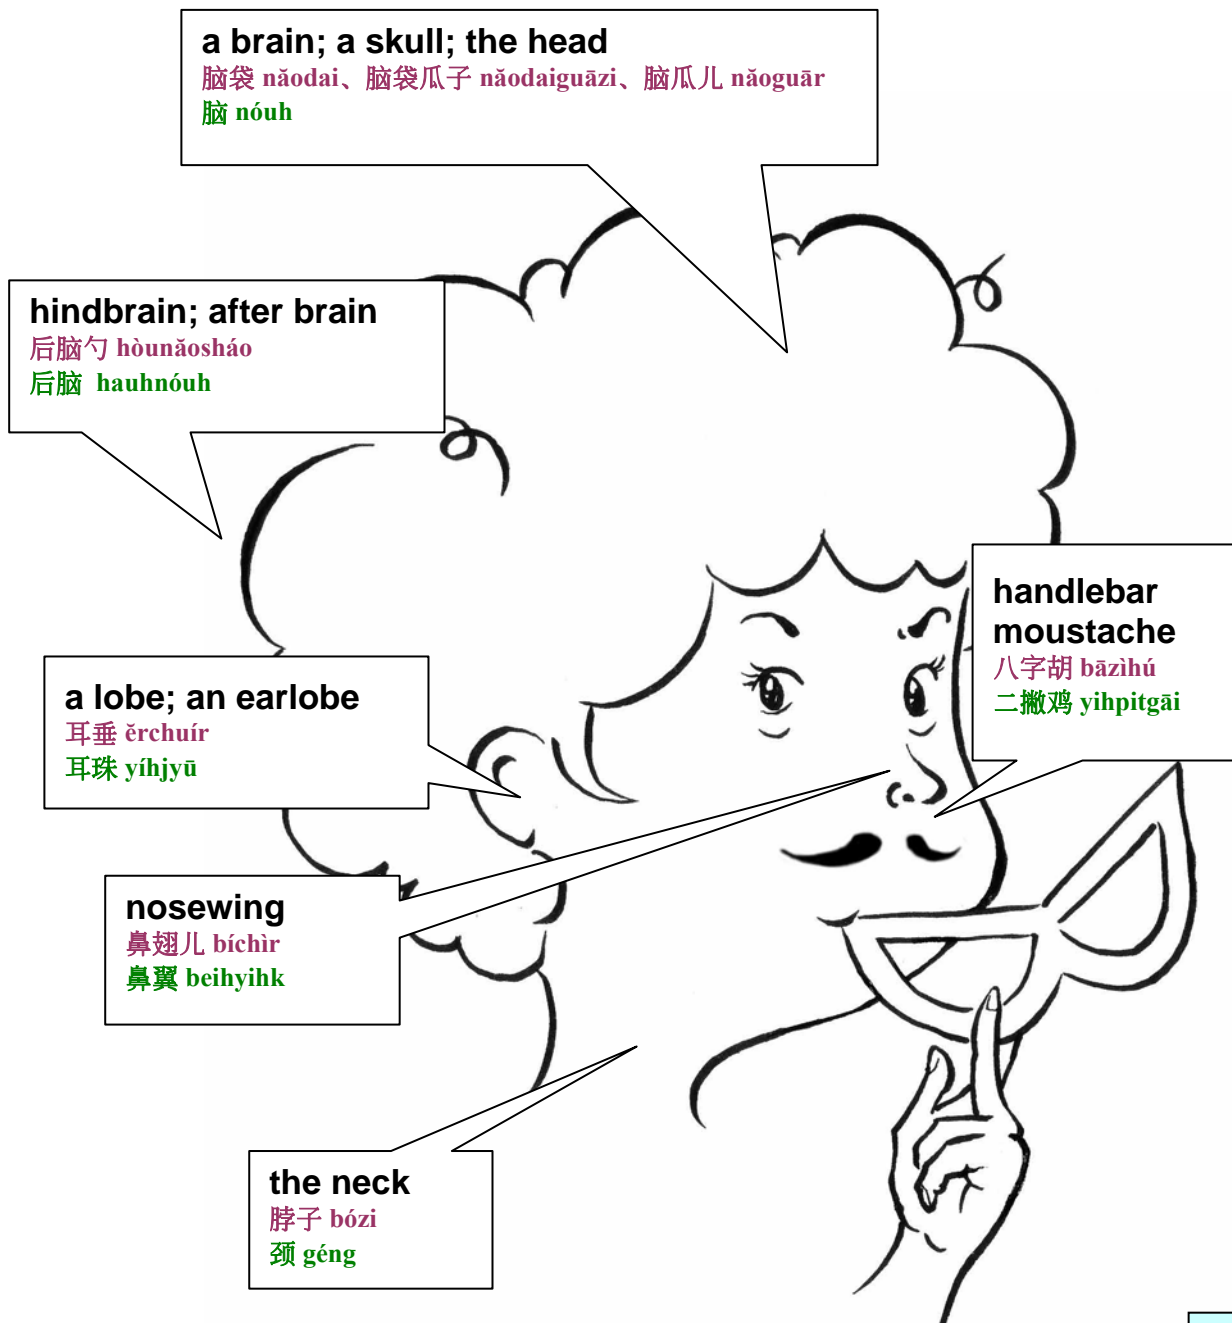 a brain; a skull; the head
脑袋 nǎodai、脑袋瓜子 nǎodaiguāzi、脑瓜儿 nǎoguār
脑 nóuh
hindbrain; after brain
后脑勺 hòunǎosháo
后脑 hauhnóuh
handlebar
moustache
八字胡 bāzìhú
二撇鸡 yihpitgāi
a lobe; an earlobe
耳垂 ěrchuír
耳珠 yíhjyū
nosewing
鼻翅儿 bíchìr
鼻翼 beihyihk
the neck
脖子 bózi
颈 géng